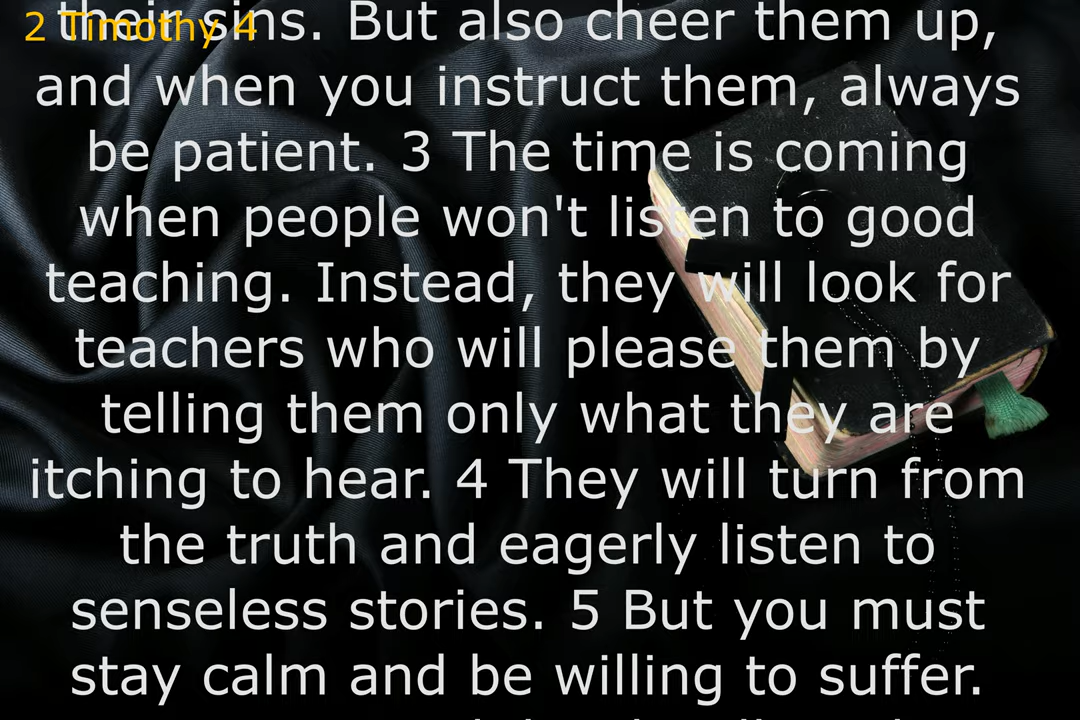 2 Timothy 4
their sins. But also cheer them up,
and when you instruct them, always
be patient. 3 The time is coming
when people won't listen to good
teaching. Instead, they will look for
teachers who will please them by
telling them only what they are
itching to hear. 4 They will turn from
the truth and eagerly listen to
senseless stories. 5 But you must
stay calm and be willing to suffer.